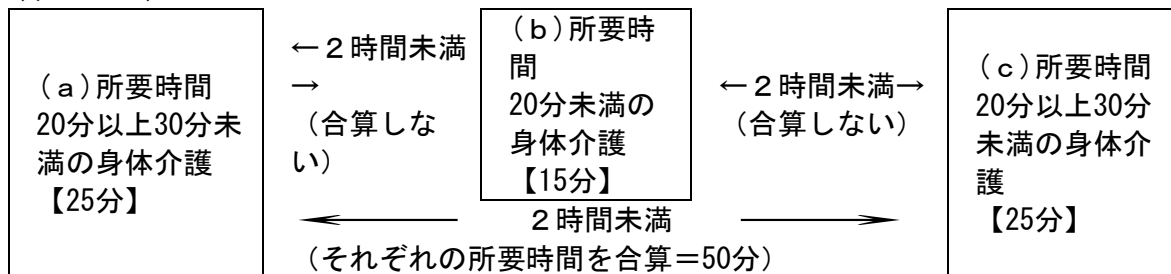 （a）所要時間
20分以上30分未
満の身体介護
【25分】
←２時間未満
→
（合算しな
い）
（ｂ）所要時
間
20分未満の
身体介護
【15分】
←２時間未満→
（合算しない）
（ｃ）所要時間
20分以上30分
未満の身体介
護
【25分】
２時間未満
（それぞれの所要時間を合算＝50分）